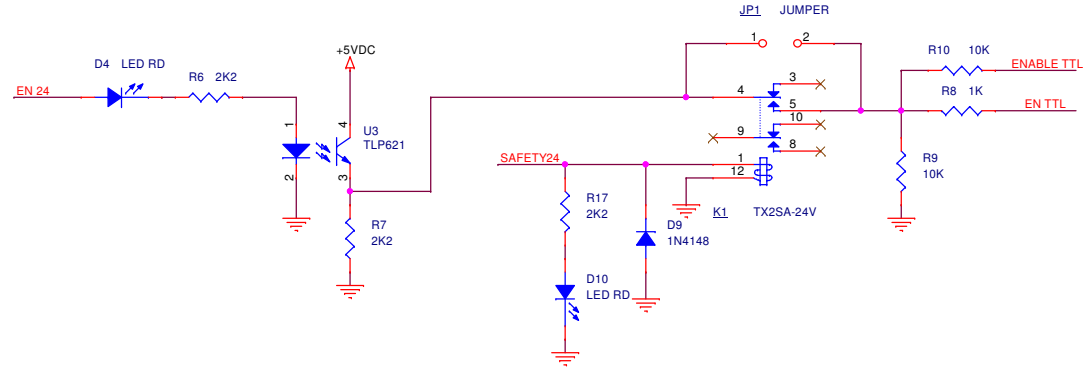 JP1 JUMPER
1 2
+5VDC
D4 LED RD
R6 2K2
EN 24
R10 10K
ENABLE TTL
R8 1K
EN TTL
3
4
5
10
9
8
1
4
U3
TLP621
2
3
SAFETY24
1
12
R9
10K
R7
2K2
R17
2K2
K1 TX2SA-24V
D9
1N4148
D10
LED RD